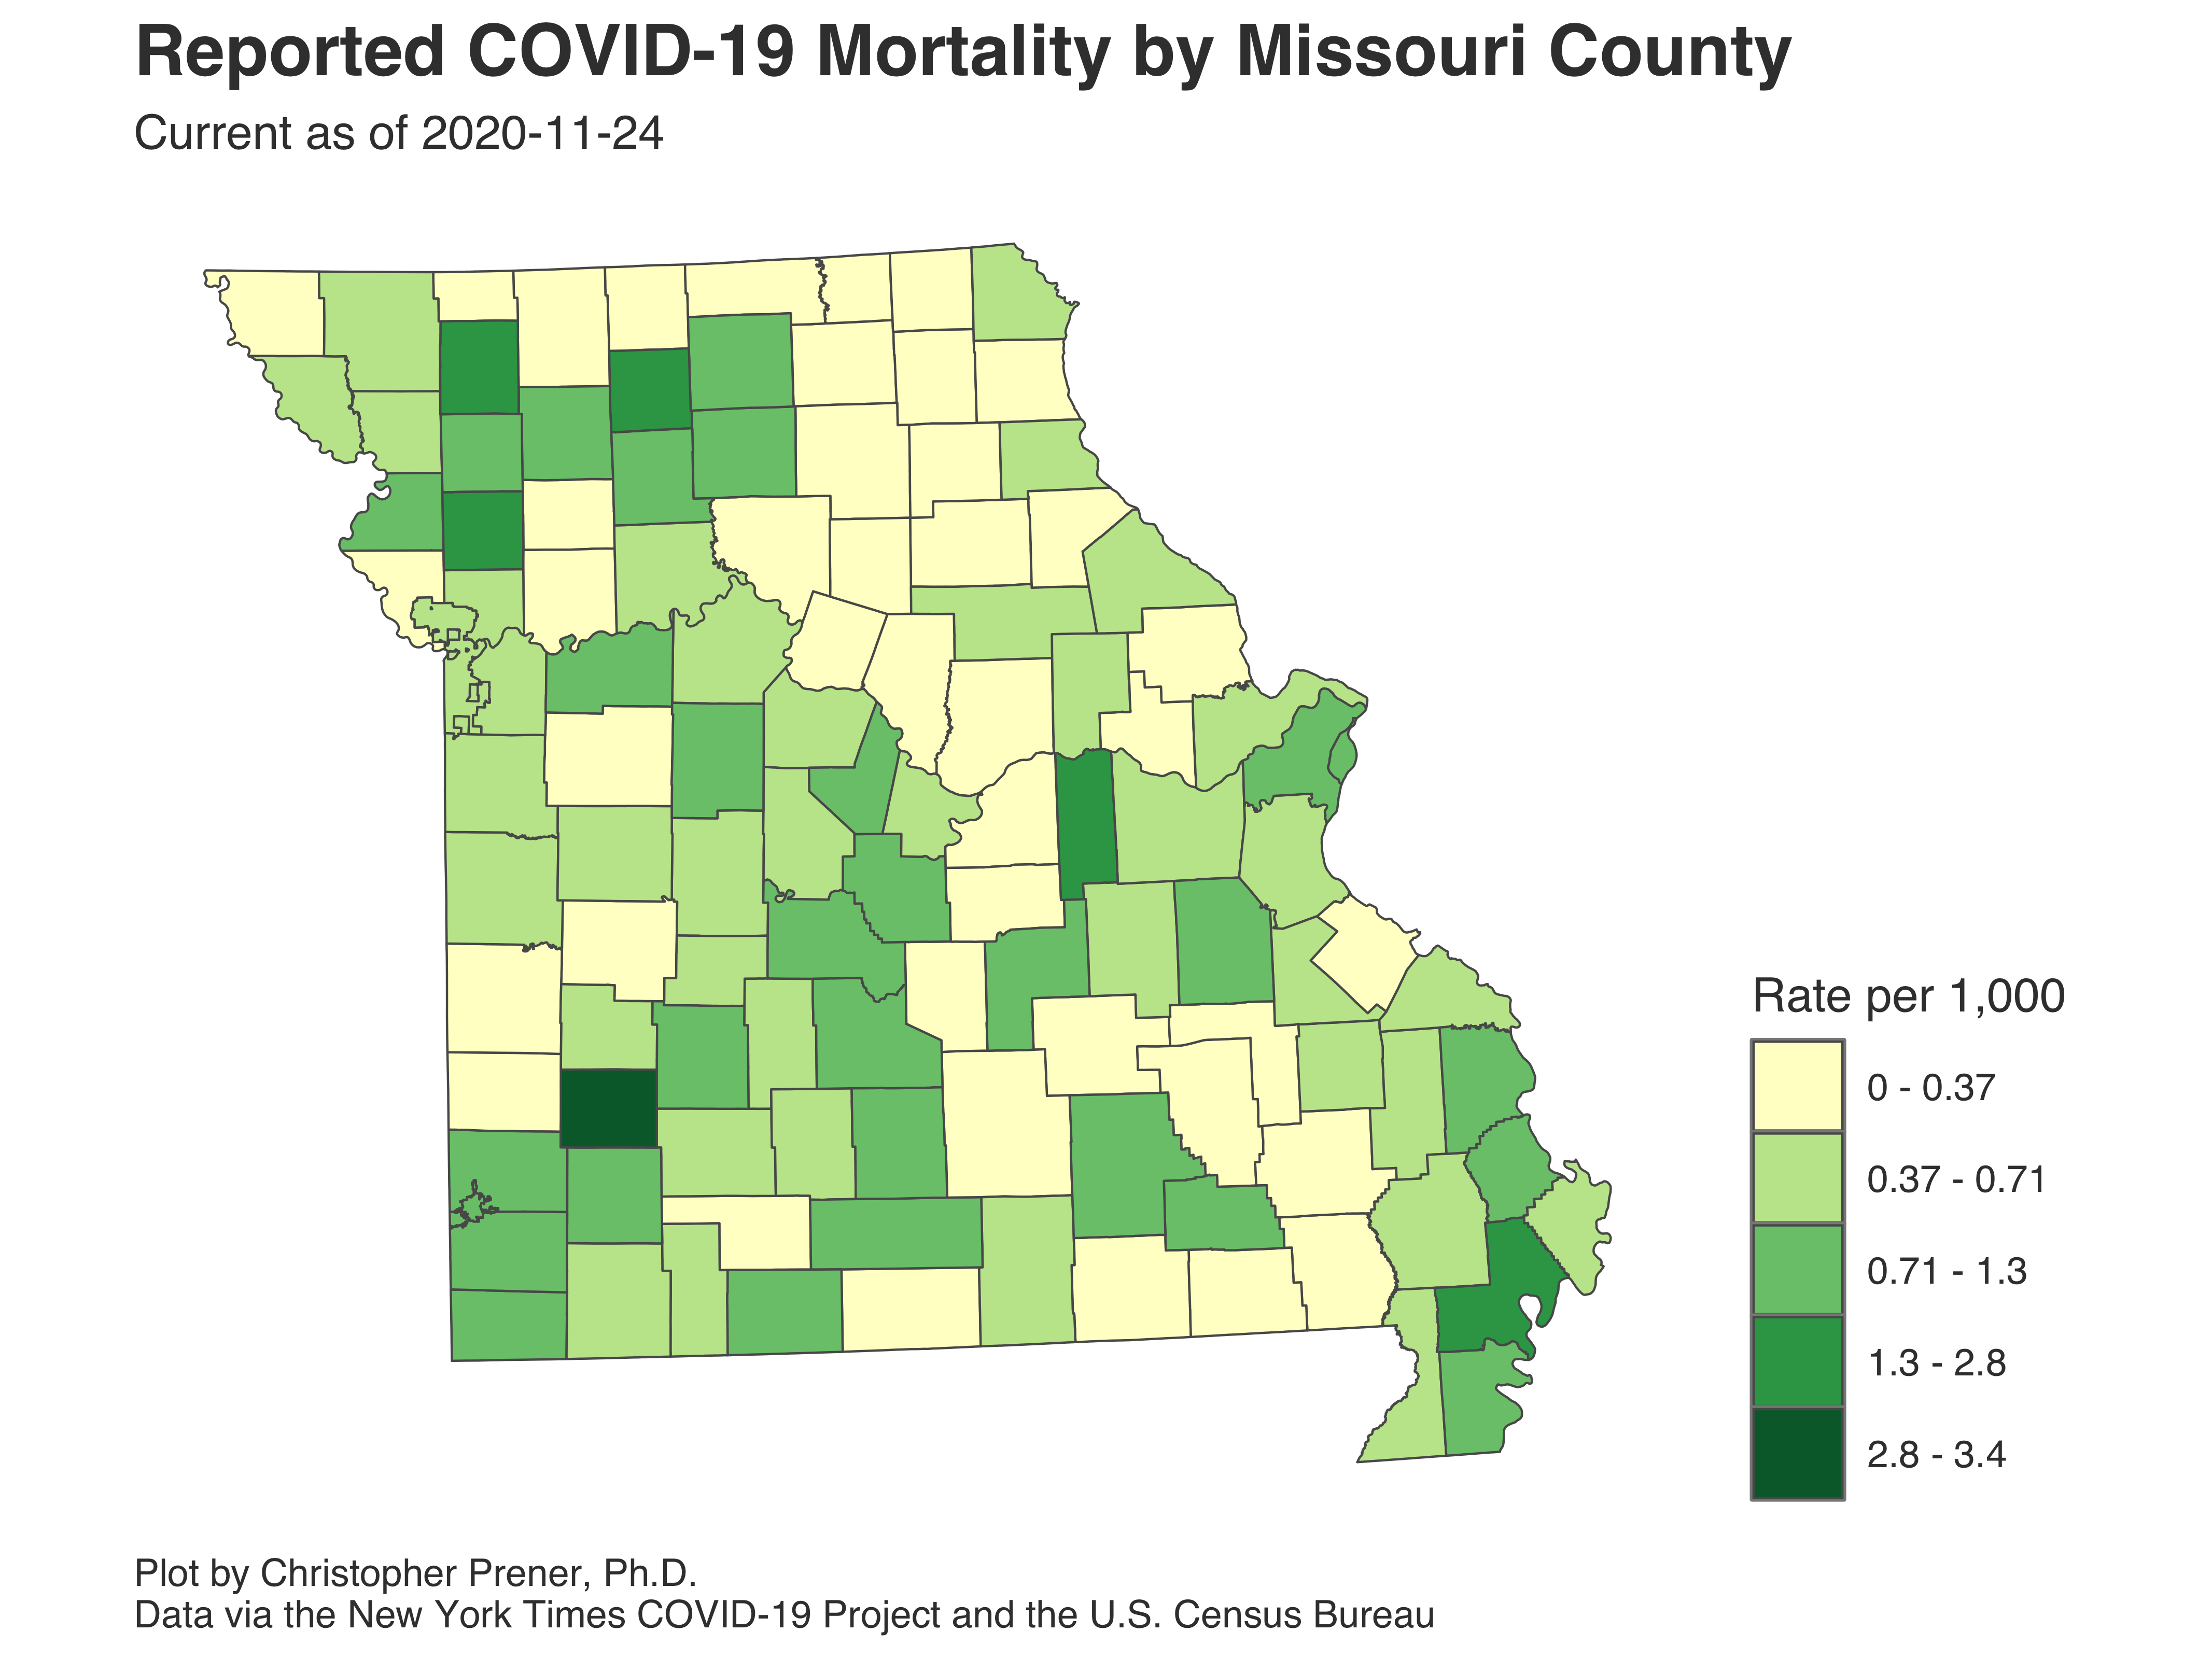 Reported COVID-19 Mortality by Missouri County
Current as of 2020-11-24
Rate per 1,000
0 - 0.37
0.37 - 0.71
0.71 - 1.3
1.3 - 2.8
2.8 - 3.4
Plot by Christopher Prener, Ph.D.
Data via the New York Times COVID-19 Project and the U.S. Census Bureau